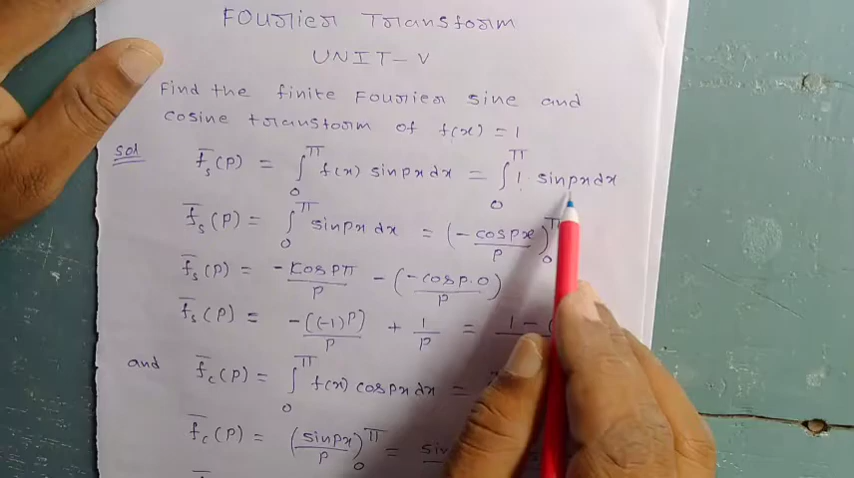 Fourier Transform
UNIT-V
Find the finite Fourier sine and
cosine transform of f(x) = 1
Sol f̄s(p) = ∫₀^π f(x) sinpx dx = ∫₀^π 1. sinpx dx
f̄s(p) = ∫₀^π sinpx dx = (-cospx/p)₀^π
f̄s(p) = -cospπ/p - (-cosp.0/p)
f̄s(p) = -((-1)^p)/p + 1/p = 1-(
and f̄c(p) = ∫₀^π f(x) cospx dx =
f̄c(p) = (sinpx/p)₀^π =